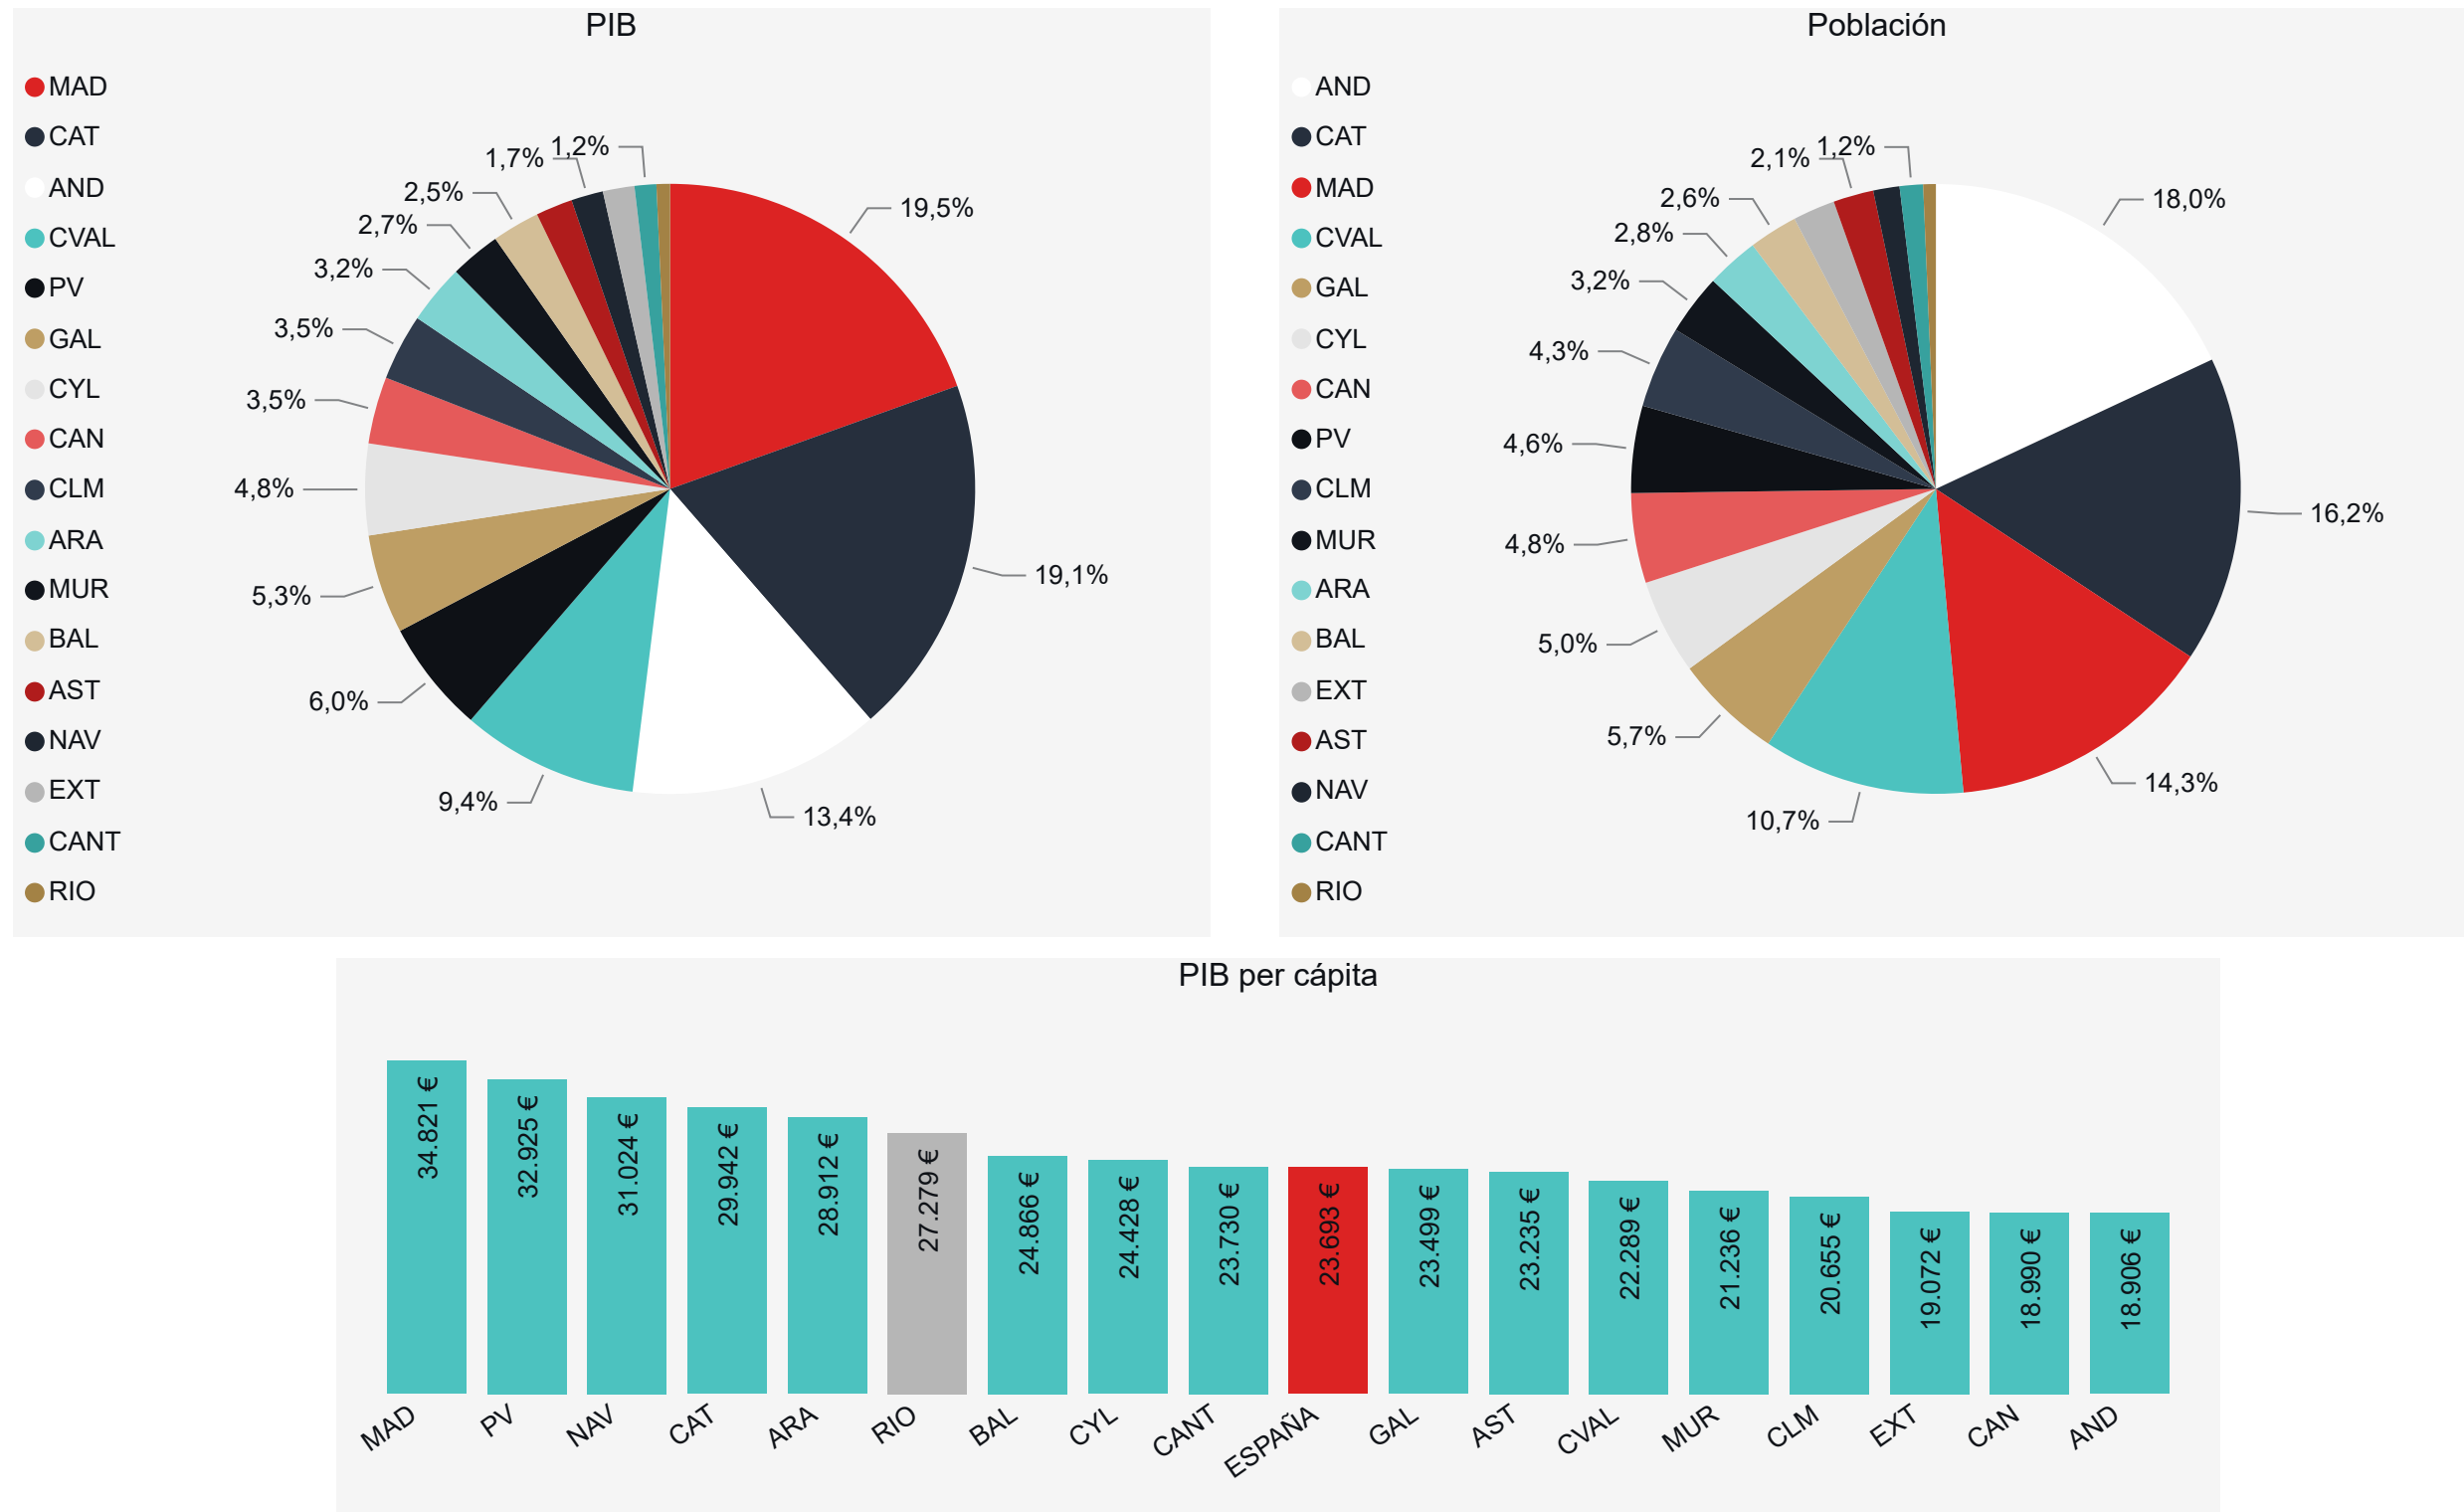 PIB
MAD
CAT
AND
CVAL
PV
GAL
CYL
CAN
CLM
ARA
MUR
BAL
AST
NAV
EXT
CANT
RIO
19,5%
19,1%
13,4%
9,4%
6,0%
5,3%
4,8%
3,5%
3,5%
3,2%
2,7%
2,5%
1,7%
1,2%
Población
AND
CAT
MAD
CVAL
GAL
CYL
CAN
PV
CLM
MUR
ARA
BAL
EXT
AST
NAV
CANT
RIO
18,0%
16,2%
14,3%
10,7%
5,7%
5,0%
4,8%
4,6%
4,3%
3,2%
2,8%
2,6%
2,1%
1,2%
PIB per cápita
34.821 €
32.925 €
31.024 €
29.942 €
28.912 €
27.279 €
24.866 €
24.428 €
23.730 €
23.693 €
23.499 €
23.235 €
22.289 €
21.236 €
20.655 €
19.072 €
18.990 €
18.906 €
MAD
PV
NAV
CAT
ARA
RIO
BAL
CYL
CANT
ESPAÑA
GAL
AST
CVAL
MUR
CLM
EXT
CAN
AND